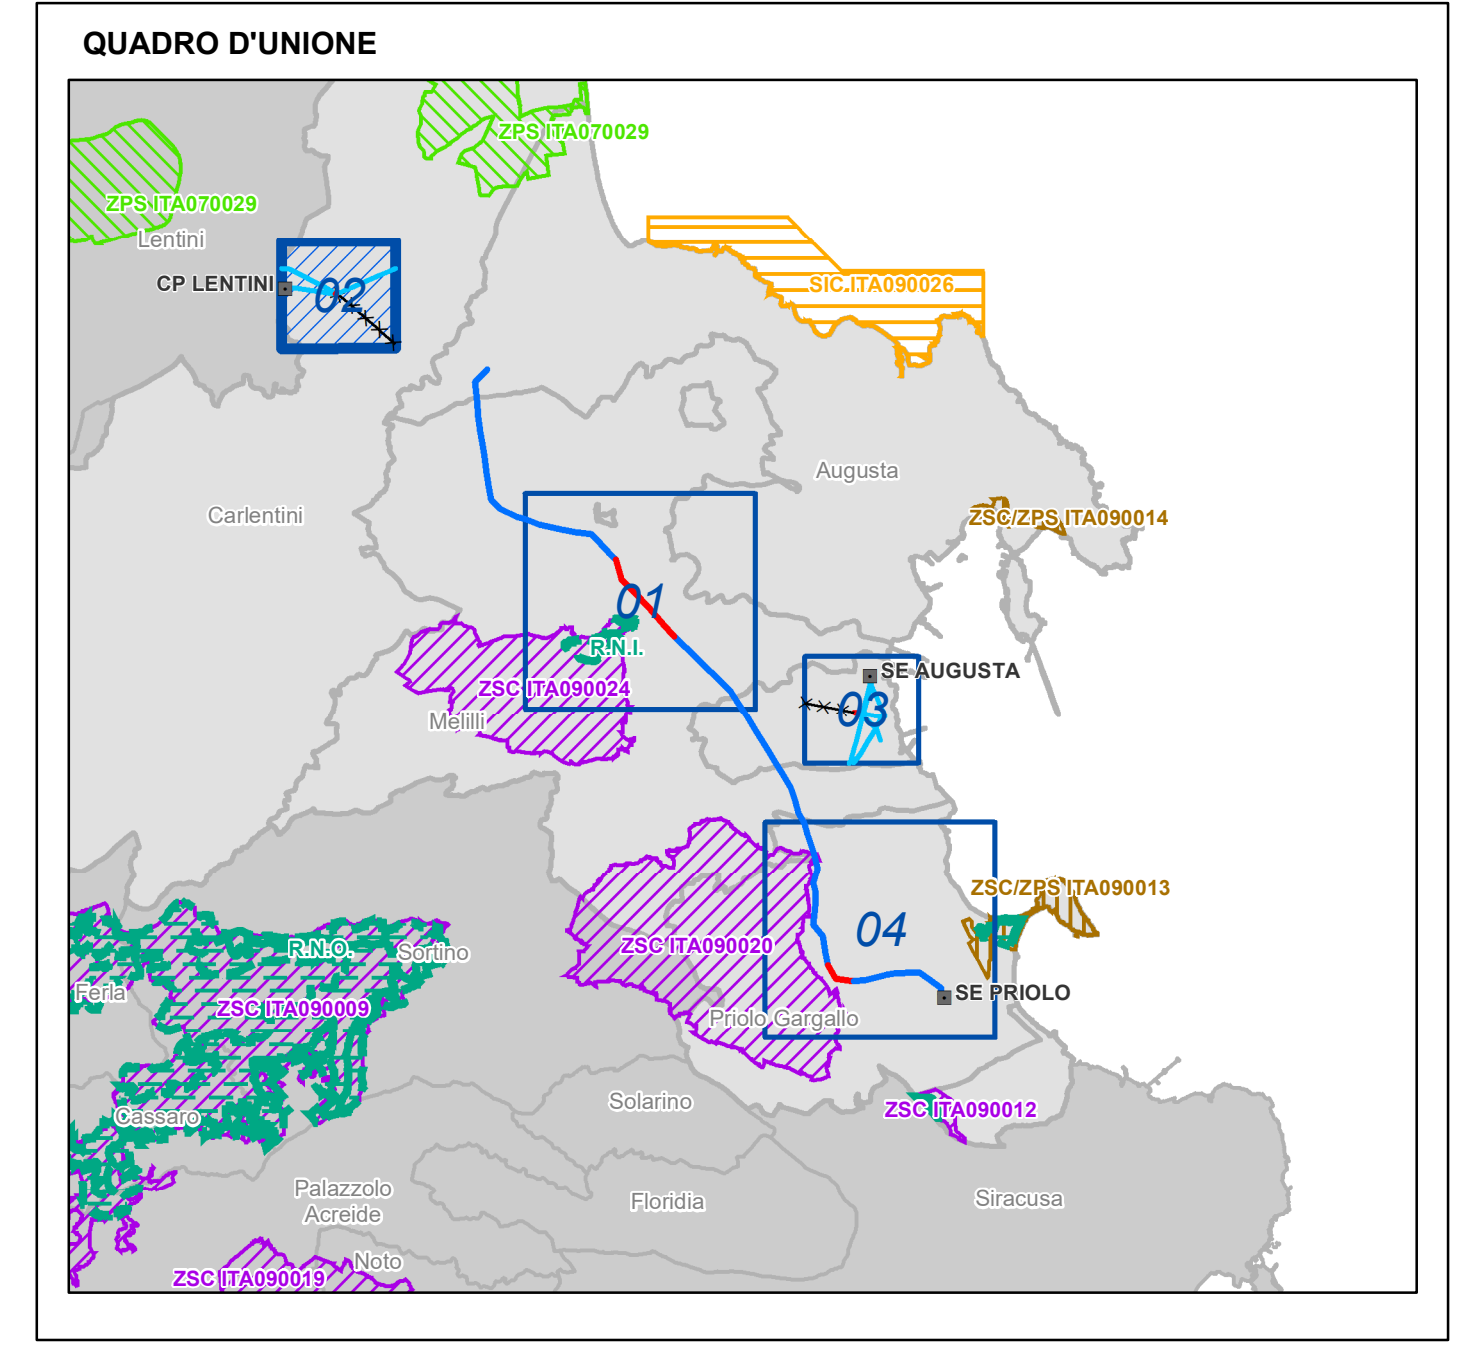 QUADRO D'UNIONE
ZPS ITA070029
ZPS ITA070029
Lentini
CP LENTINI
02
SIC ITA090026
Augusta
Carlentini
ZSC/ZPS ITA090014
01
R.N.I.
SE AUGUSTA
ZSC ITA090024
03
Melilli
ZSC/ZPS ITA090013
04
ZSC ITA090020
R.N.O.
Sortino
Ferla
SE PRIOLO
ZSC ITA090009
Priolo Gargallo
Solarino
ZSC ITA090012
Cassaro
Palazzolo
Acreide
Floridia
Siracusa
Noto
ZSC ITA090019